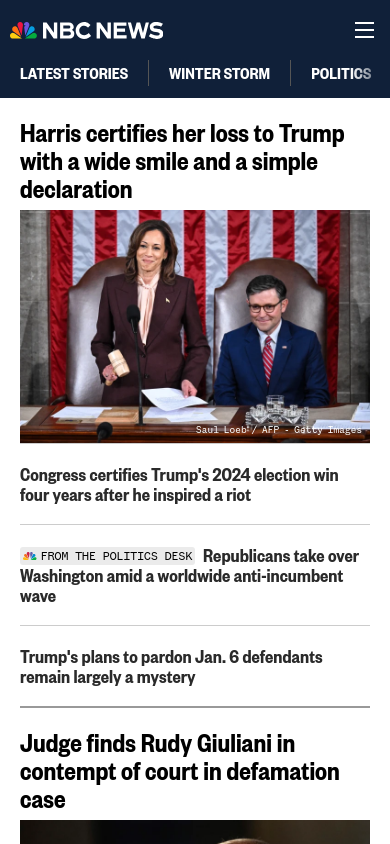 NBC NEWS
LATEST STORIES
WINTER STORM
POLITICS
Harris certifies her loss to Trump
with a wide smile and a simple
declaration
Saul Loeb / AFP - Getty Images
Congress certifies Trump's 2024 election win
four years after he inspired a riot
FROM THE POLITICS DESK Republicans take over
Washington amid a worldwide anti-incumbent
wave
Trump's plans to pardon Jan. 6 defendants
remain largely a mystery
Judge finds Rudy Giuliani in
contempt of court in defamation
case